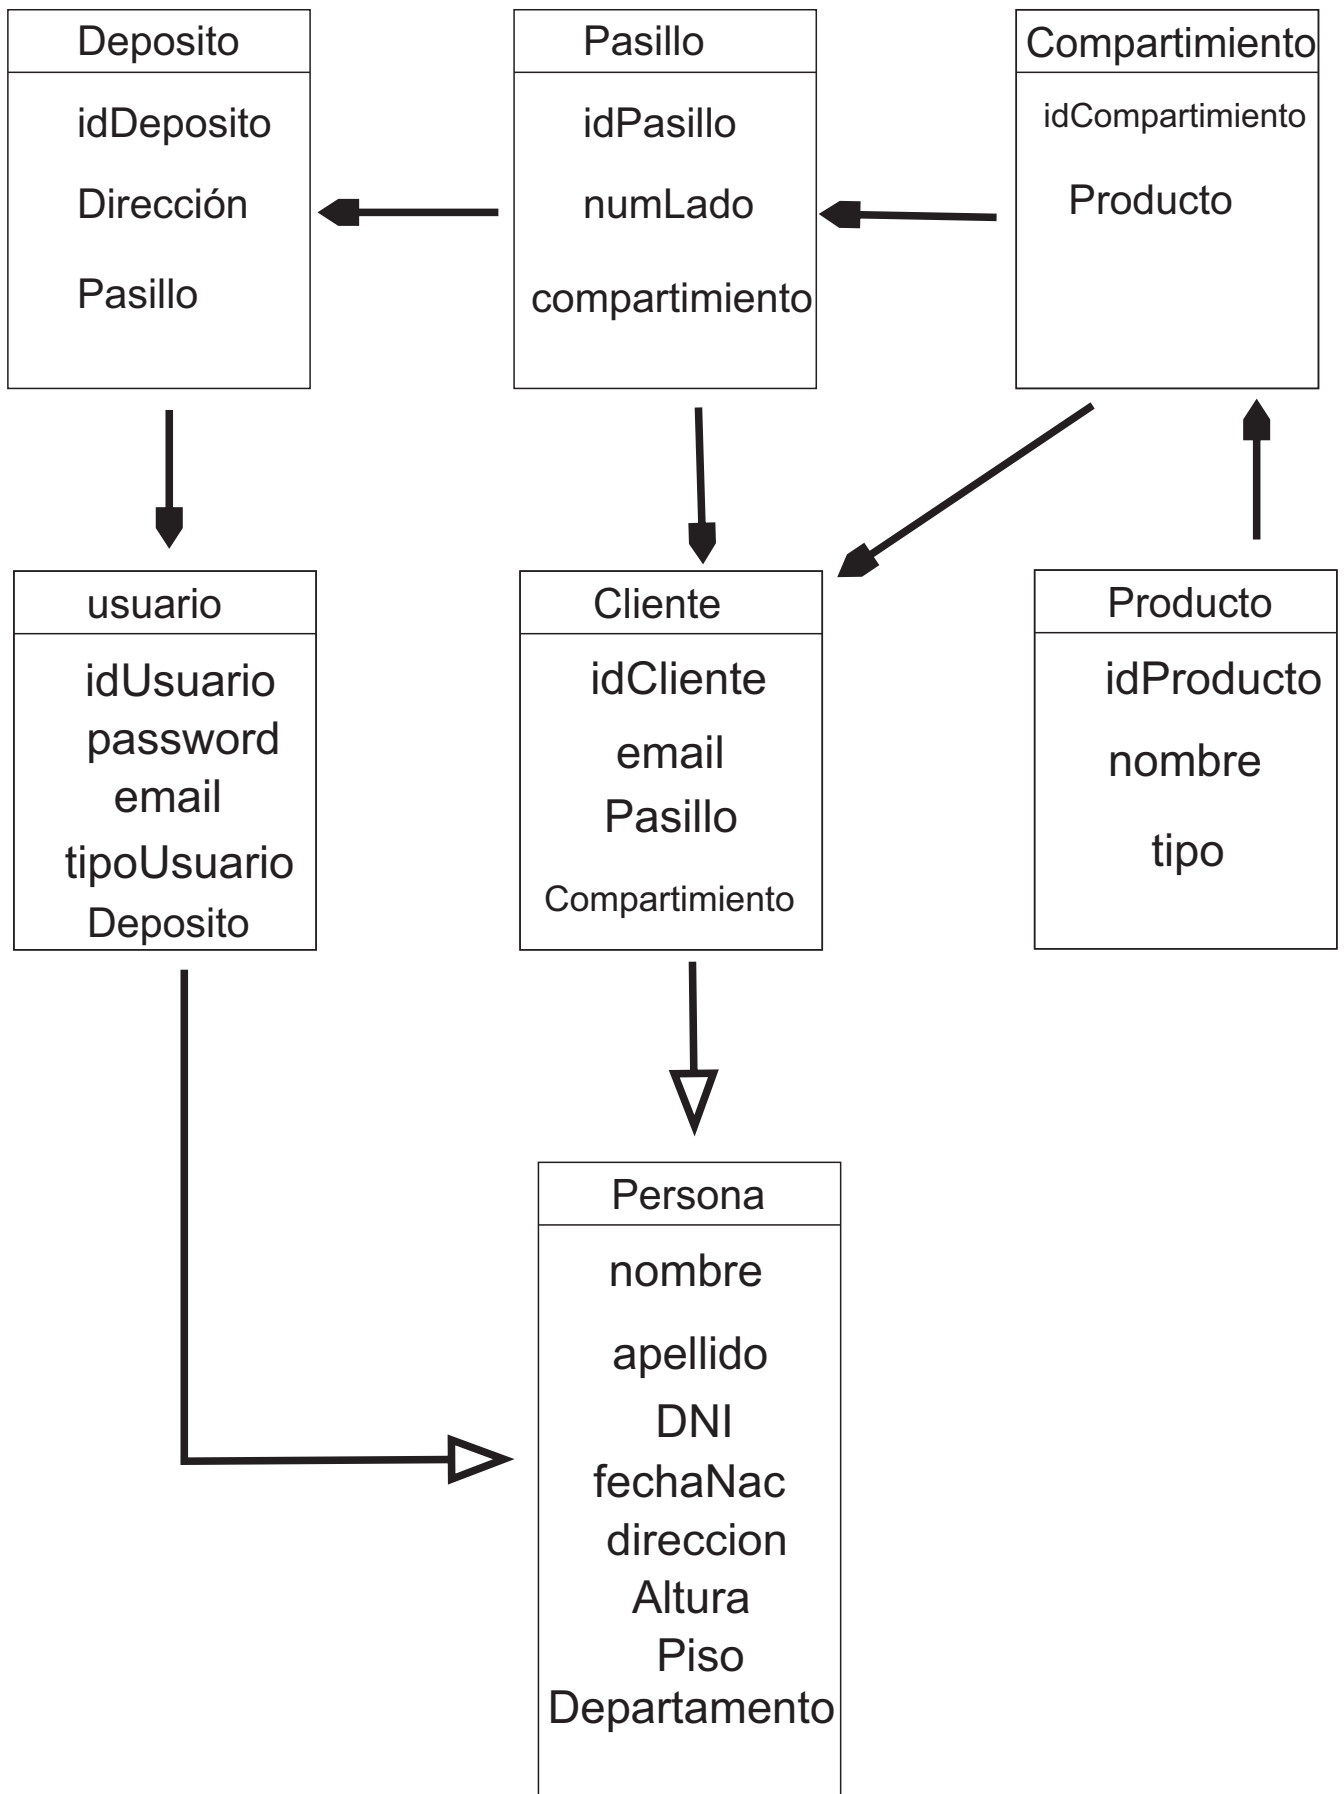 Deposito
idDeposito
Dirección
Pasillo
Pasillo
idPasillo
numLado
compartimiento
Compartimiento
idCompartimiento
Producto
usuario
idUsuario
password
email
tipoUsuario
Deposito
Cliente
idCliente
email
Pasillo
Compartimiento
Producto
idProducto
nombre
tipo
Persona
nombre
apellido
DNI
fechaNac
direccion
Altura
Piso
Departamento